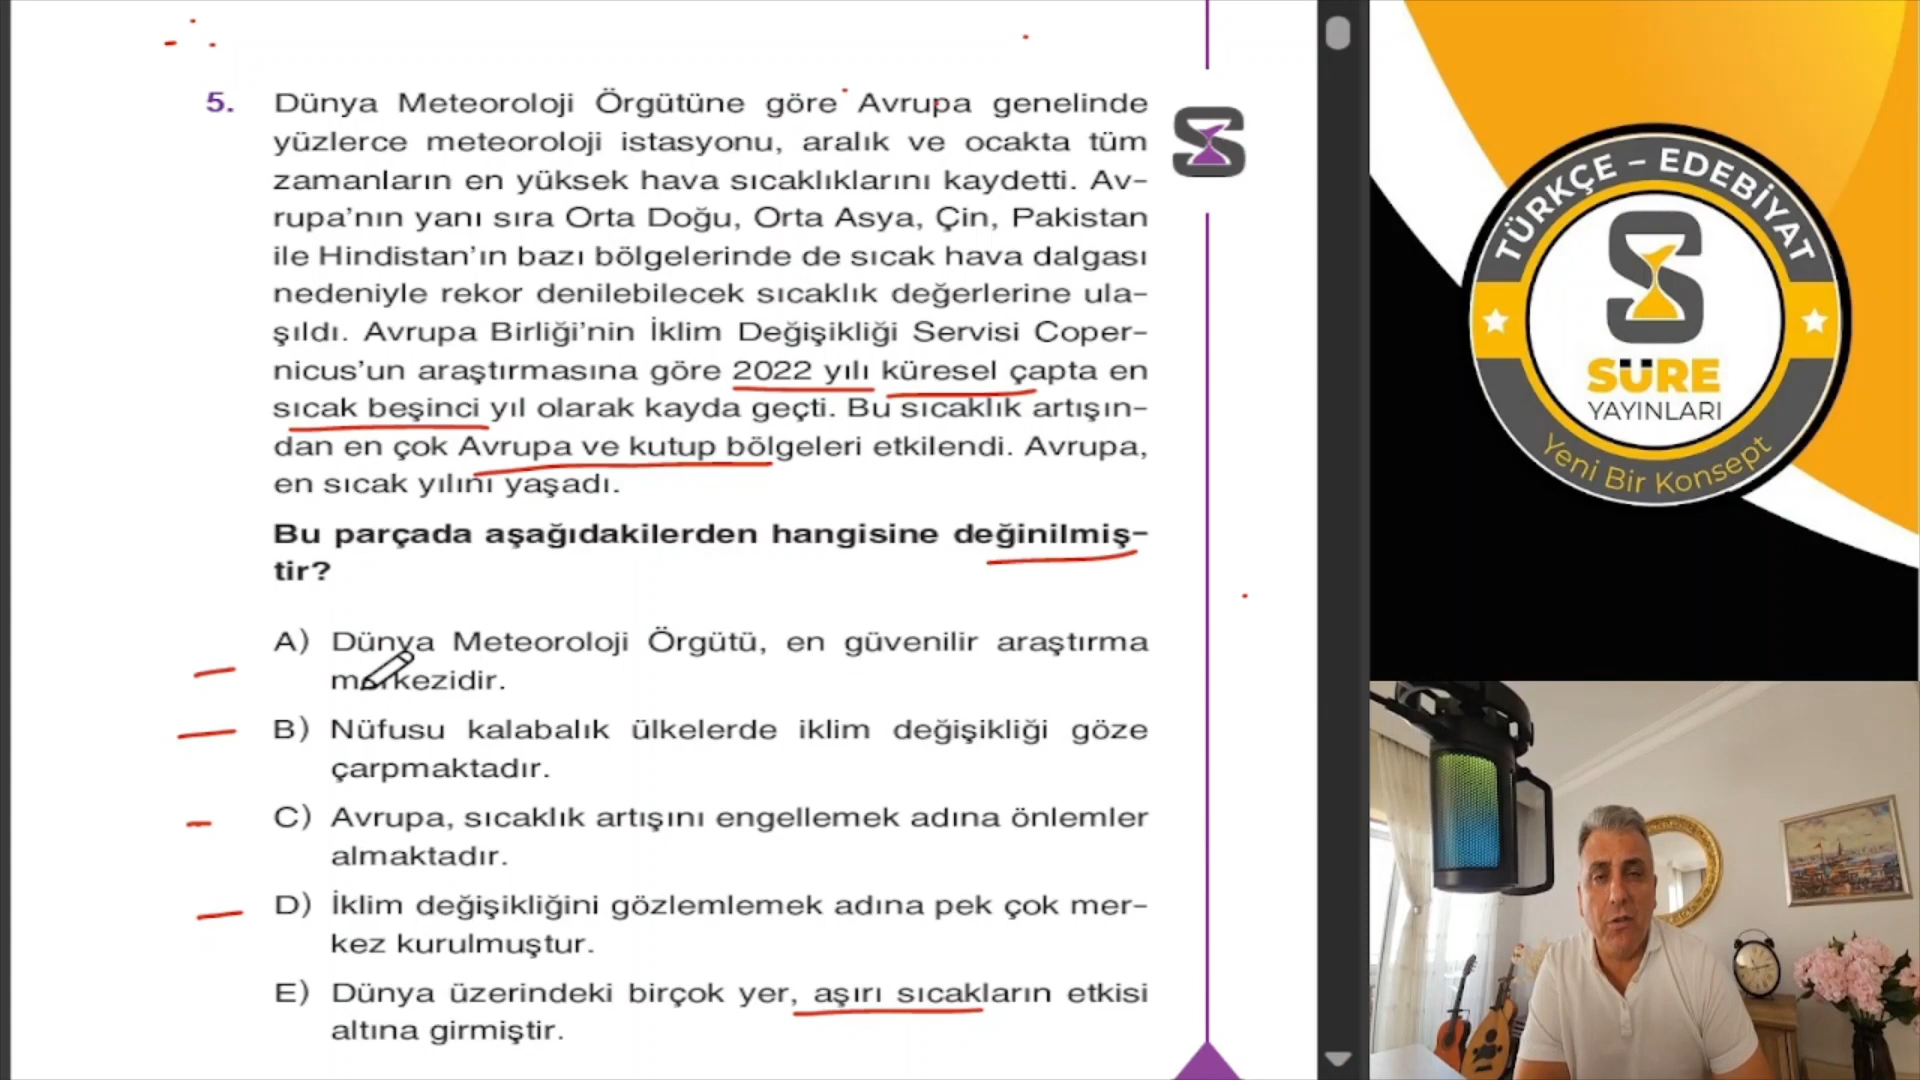 5. Dünya Meteoroloji Örgütüne göre Avrupa genelinde
yüzlerce meteoroloji istasyonu, aralık ve ocakta tüm
zamanların en yüksek hava sıcaklıklarını kaydetti. Av-
rupa’nın yanı sıra Orta Doğu, Orta Asya, Çin, Pakistan
ile Hindistan’ın bazı bölgelerinde de sıcak hava dalgası
nedeniyle rekor denilebilecek sıcaklık değerlerine ula-
şıldı. Avrupa Birliği’nin İklim Değişikliği Servisi Coper-
nicus’un araştırmasına göre 2022 yılı küresel çapta en
sıcak beşinci yıl olarak kayda geçti. Bu sıcaklık artışın-
dan en çok Avrupa ve kutup bölgeleri etkilendi. Avrupa,
en sıcak yılını yaşadı.
Bu parçada aşağıdakilerden hangisine değinilmiş-
tir?
A) Dünya Meteoroloji Örgütü, en güvenilir araştırma
merkezidir.
B) Nüfusu kalabalık ülkelerde iklim değişikliği göze
çarpmaktadır.
C) Avrupa, sıcaklık artışını engellemek adına önlemler
almaktadır.
D) İklim değişikliğini gözlemlemek adına pek çok mer-
kez kurulmuştur.
E) Dünya üzerindeki birçok yer, aşırı sıcakların etkisi
altına girmiştir.
TÜRKÇE – EDEBİYAT
SÜRE
YAYINLARI
Yeni Bir Konsept